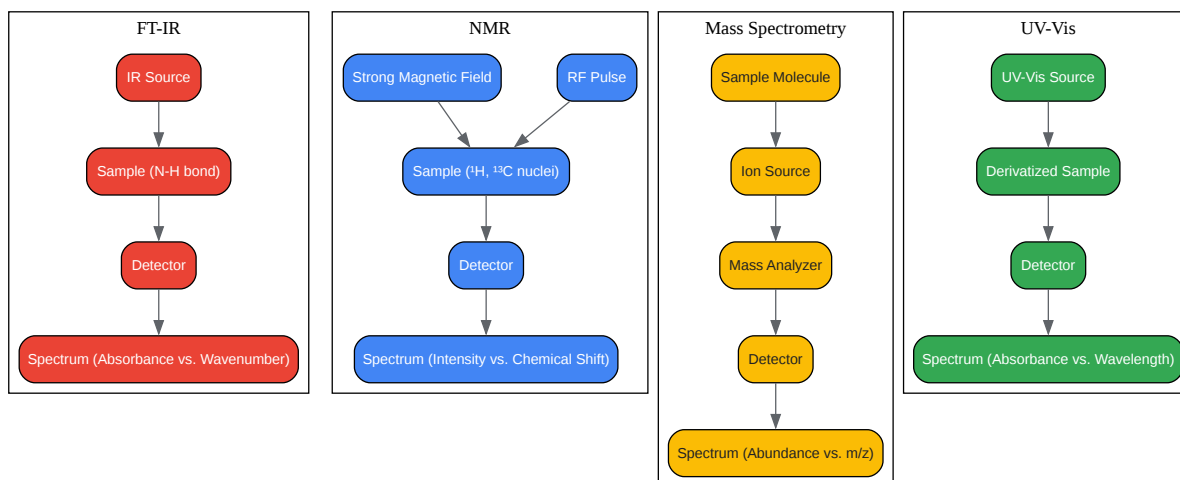 FT-IR
IR Source
Sample (N-H bond)
Detector
Spectrum (Absorbance vs. Wavenumber)
NMR
Strong Magnetic Field
RF Pulse
Sample (¹H, ¹³C nuclei)
Detector
Spectrum (Intensity vs. Chemical Shift)
Mass Spectrometry
Sample Molecule
Ion Source
Mass Analyzer
Detector
Spectrum (Abundance vs. m/z)
UV-Vis
UV-Vis Source
Derivatized Sample
Detector
Spectrum (Absorbance vs. Wavelength)